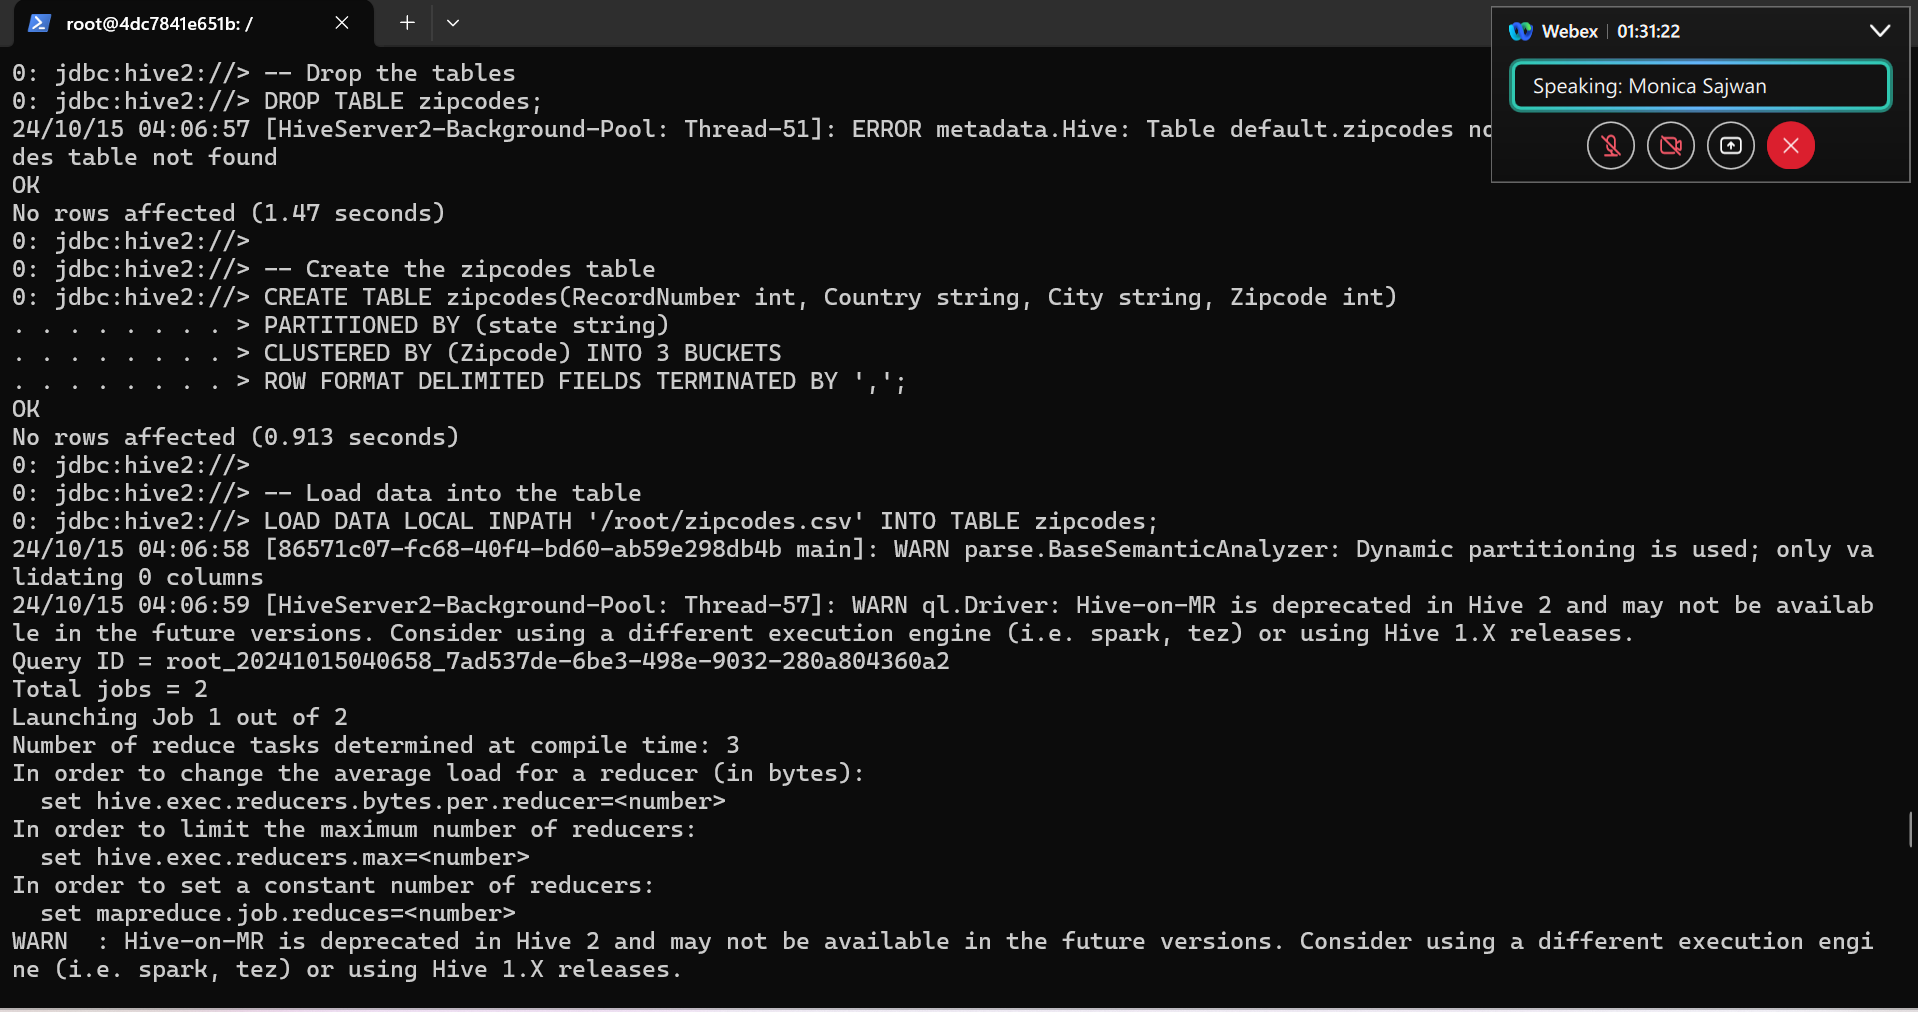 root@4dc7841e651b: /
Webex | 01:31:22
Speaking: Monica Sajwan
0: jdbc:hive2://> -- Drop the tables
0: jdbc:hive2://> DROP TABLE zipcodes;
24/10/15 04:06:57 [HiveServer2-Background-Pool: Thread-51]: ERROR metadata.Hive: Table default.zipcodes
des table not found
OK
No rows affected (1.47 seconds)
0: jdbc:hive2://>
0: jdbc:hive2://> -- Create the zipcodes table
0: jdbc:hive2://> CREATE TABLE zipcodes(RecordNumber int, Country string, City string, Zipcode int)
. . . . . . . . > PARTITIONED BY (state string)
. . . . . . . . > CLUSTERED BY (Zipcode) INTO 3 BUCKETS
. . . . . . . . > ROW FORMAT DELIMITED FIELDS TERMINATED BY ',';
OK
No rows affected (0.913 seconds)
0: jdbc:hive2://>
0: jdbc:hive2://> -- Load data into the table
0: jdbc:hive2://> LOAD DATA LOCAL INPATH '/root/zipcodes.csv' INTO TABLE zipcodes;
24/10/15 04:06:58 [86571c07-fc68-40f4-bd60-ab59e298db4b main]: WARN parse.BaseSemanticAnalyzer: Dynamic partitioning is used; only va
lidating 0 columns
24/10/15 04:06:59 [HiveServer2-Background-Pool: Thread-57]: WARN ql.Driver: Hive-on-MR is deprecated in Hive 2 and may not be availab
le in the future versions. Consider using a different execution engine (i.e. spark, tez) or using Hive 1.X releases.
Query ID = root_20241015040658_7ad537de-6be3-498e-9032-280a804360a2
Total jobs = 2
Launching Job 1 out of 2
Number of reduce tasks determined at compile time: 3
In order to change the average load for a reducer (in bytes):
  set hive.exec.reducers.bytes.per.reducer=<number>
In order to limit the maximum number of reducers:
  set hive.exec.reducers.max=<number>
In order to set a constant number of reducers:
  set mapreduce.job.reduces=<number>
WARN  : Hive-on-MR is deprecated in Hive 2 and may not be available in the future versions. Consider using a different execution engi
ne (i.e. spark, tez) or using Hive 1.X releases.